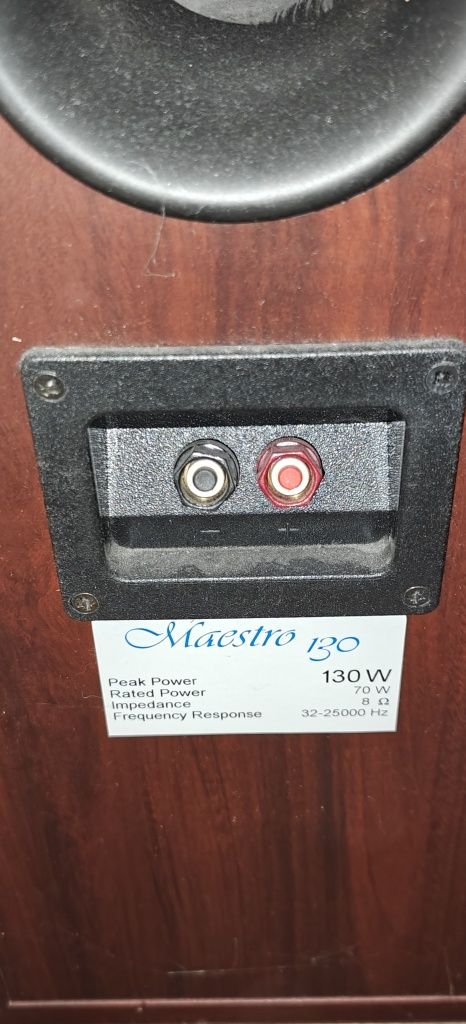 Maestro 130
Peak Power 130 W
Rated Power 70 W
Impedance 8 Ω
Frequency Response 32-25000 Hz